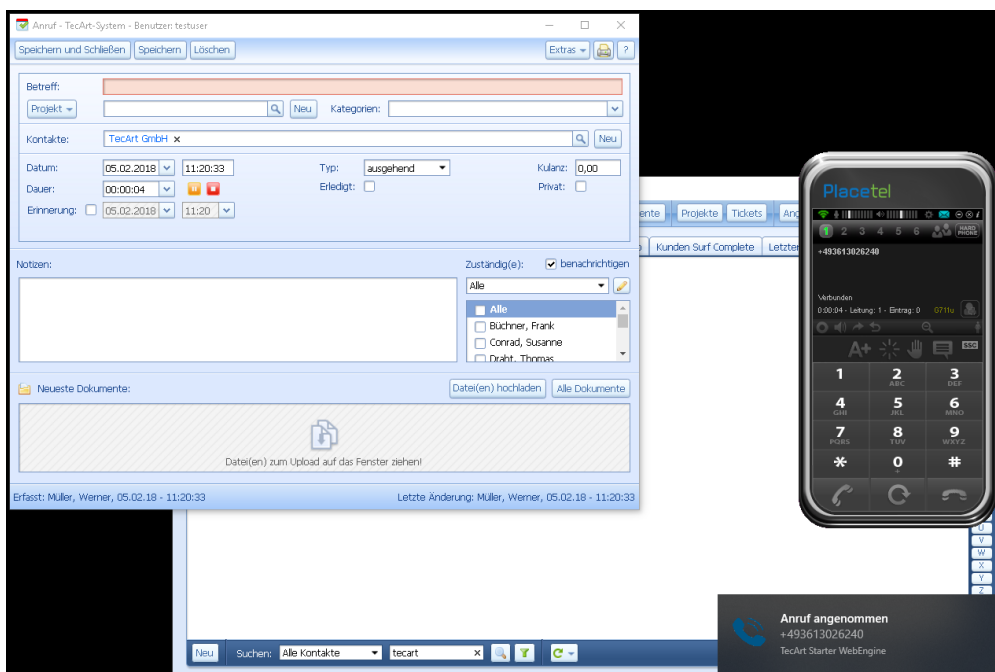 Anruf - TecArt-System - Benutzer: testuser
Speichern und Schließen Speichern Löschen Extras ?
Betreff:
Projekt Neu Kategorien:
Kontakte: TecArt GmbH x Neu
Datum: 05.02.2018 11:20:33 Typ: ausgehend Kulanz: 0,00
Dauer: 00:00:04 Erledigt: Privat:
Erinnerung: 05.02.2018 11:20
Notizen: Zuständig(e): benachrichtigen
Alle
Alle
Büchner, Frank
Conrad, Susanne
Draht, Thomas
Neueste Dokumente: Datei(en) hochladen Alle Dokumente
Datei(en) zum Upload auf das Fenster ziehen!
Erfasst: Müller, Werner, 05.02.18 - 11:20:33 Letzte Änderung: Müller, Werner, 05.02.18 - 11:20:33
ente Projekte Tickets Ang
Kunden Surf Complete Letzter
Placetel
1 2 3 4 5 6 HARD PHONE
+493613026240
Verbunden
0:00:04 - Leitung: 1 - Eintrag: 0 G711u
A+ SSC
1 2 3
ABC DEF
4 5 6
GHI JKL MNO
7 8 9
PQRS TUV WXYZ
* 0 #
+
U
V
W
X
Y
Z
Neu Suchen: Alle Kontakte tecart x
Anruf angenommen
+493613026240
TecArt Starter WebEngine